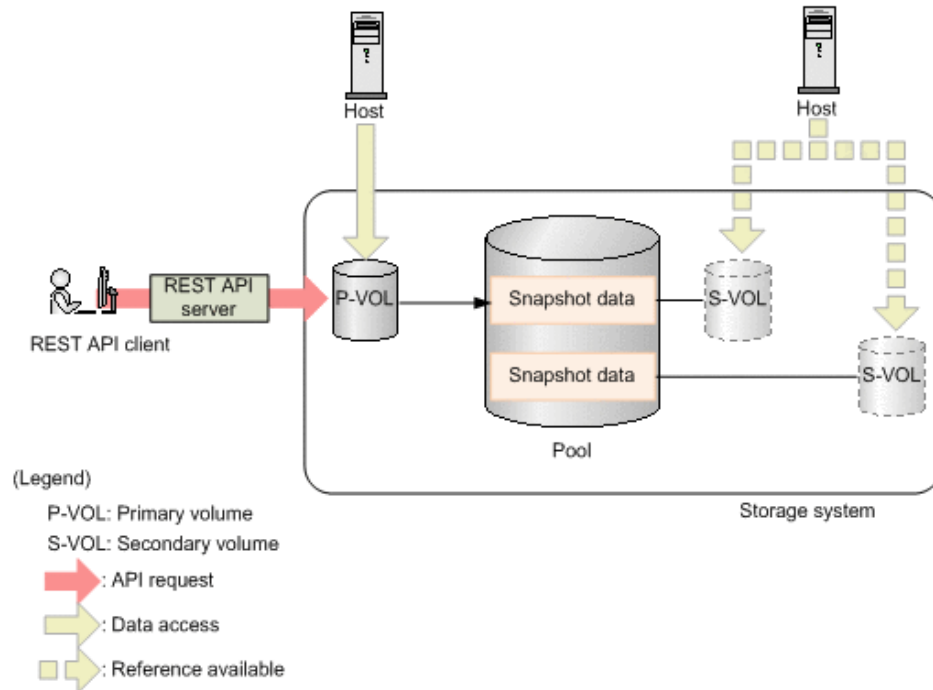 Host
Host
REST API
server
REST API client
P-VOL
Snapshot data
S-VOL
Snapshot data
S-VOL
Pool
Storage system
(Legend)
P-VOL: Primary volume
S-VOL: Secondary volume
: API request
: Data access
: Reference available